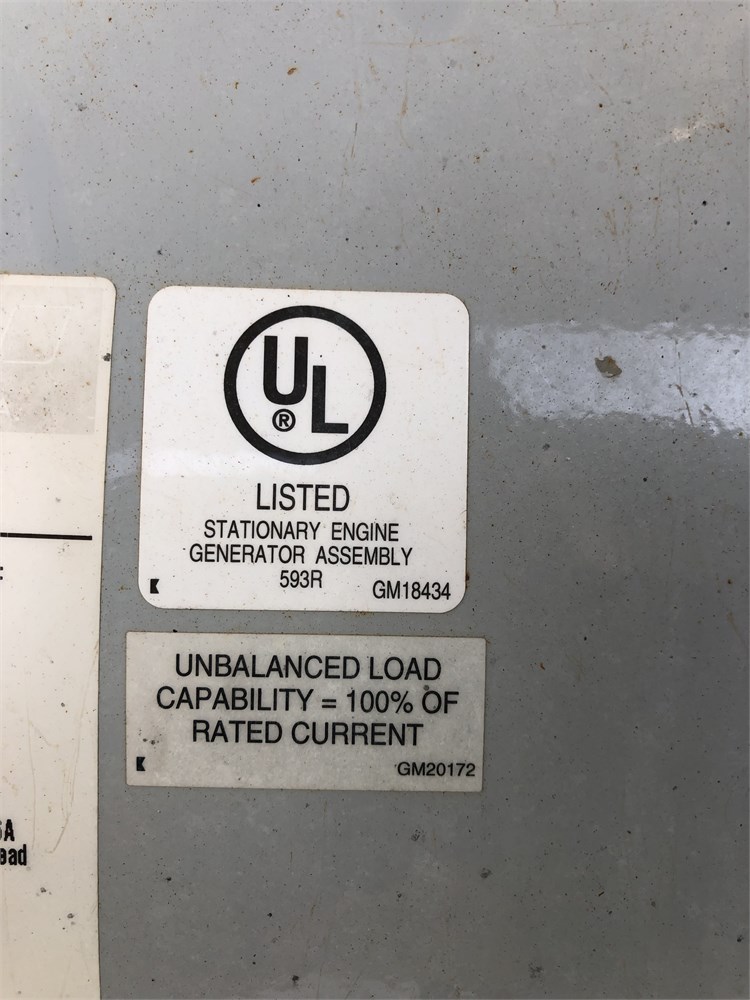 UL
®
LISTED
STATIONARY ENGINE
GENERATOR ASSEMBLY
593R
GM18434
UNBALANCED LOAD
CAPABILITY = 100% OF
RATED CURRENT
GM20172